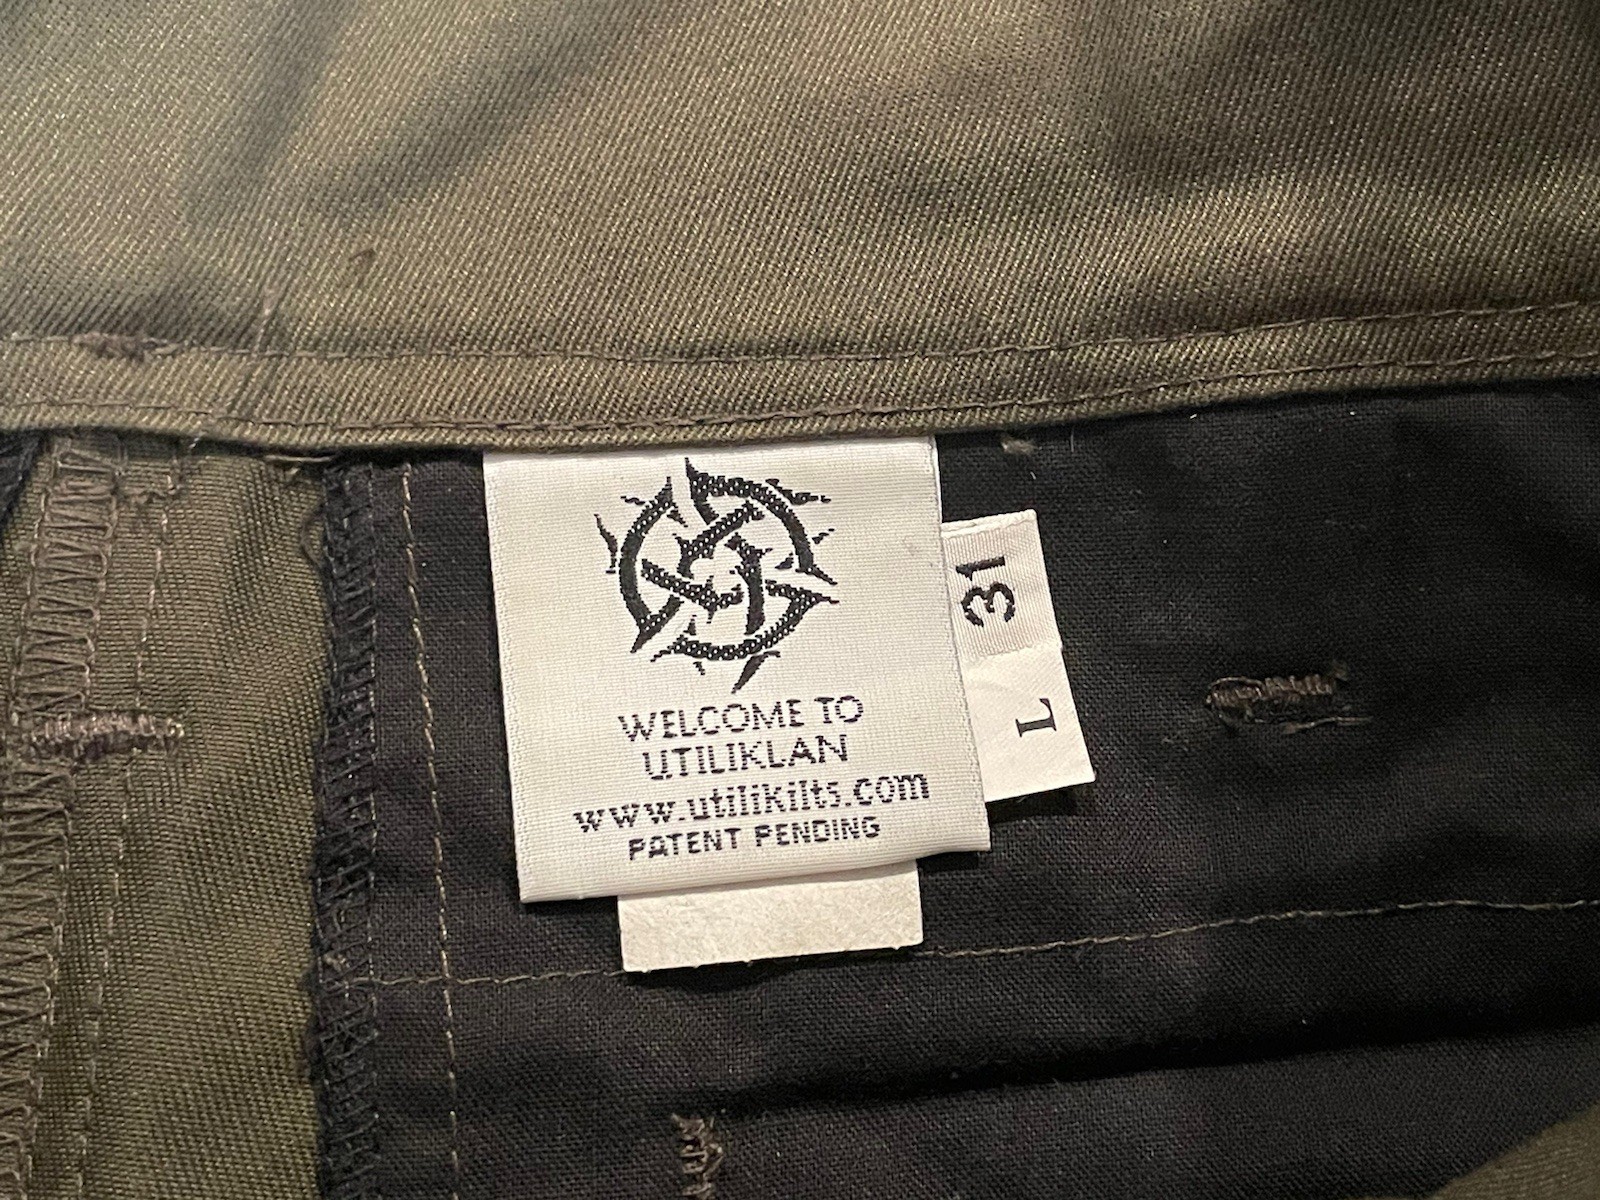 WELCOME TO
UTILIKLAN
www.utilikilts.com
PATENT PENDING
31
L